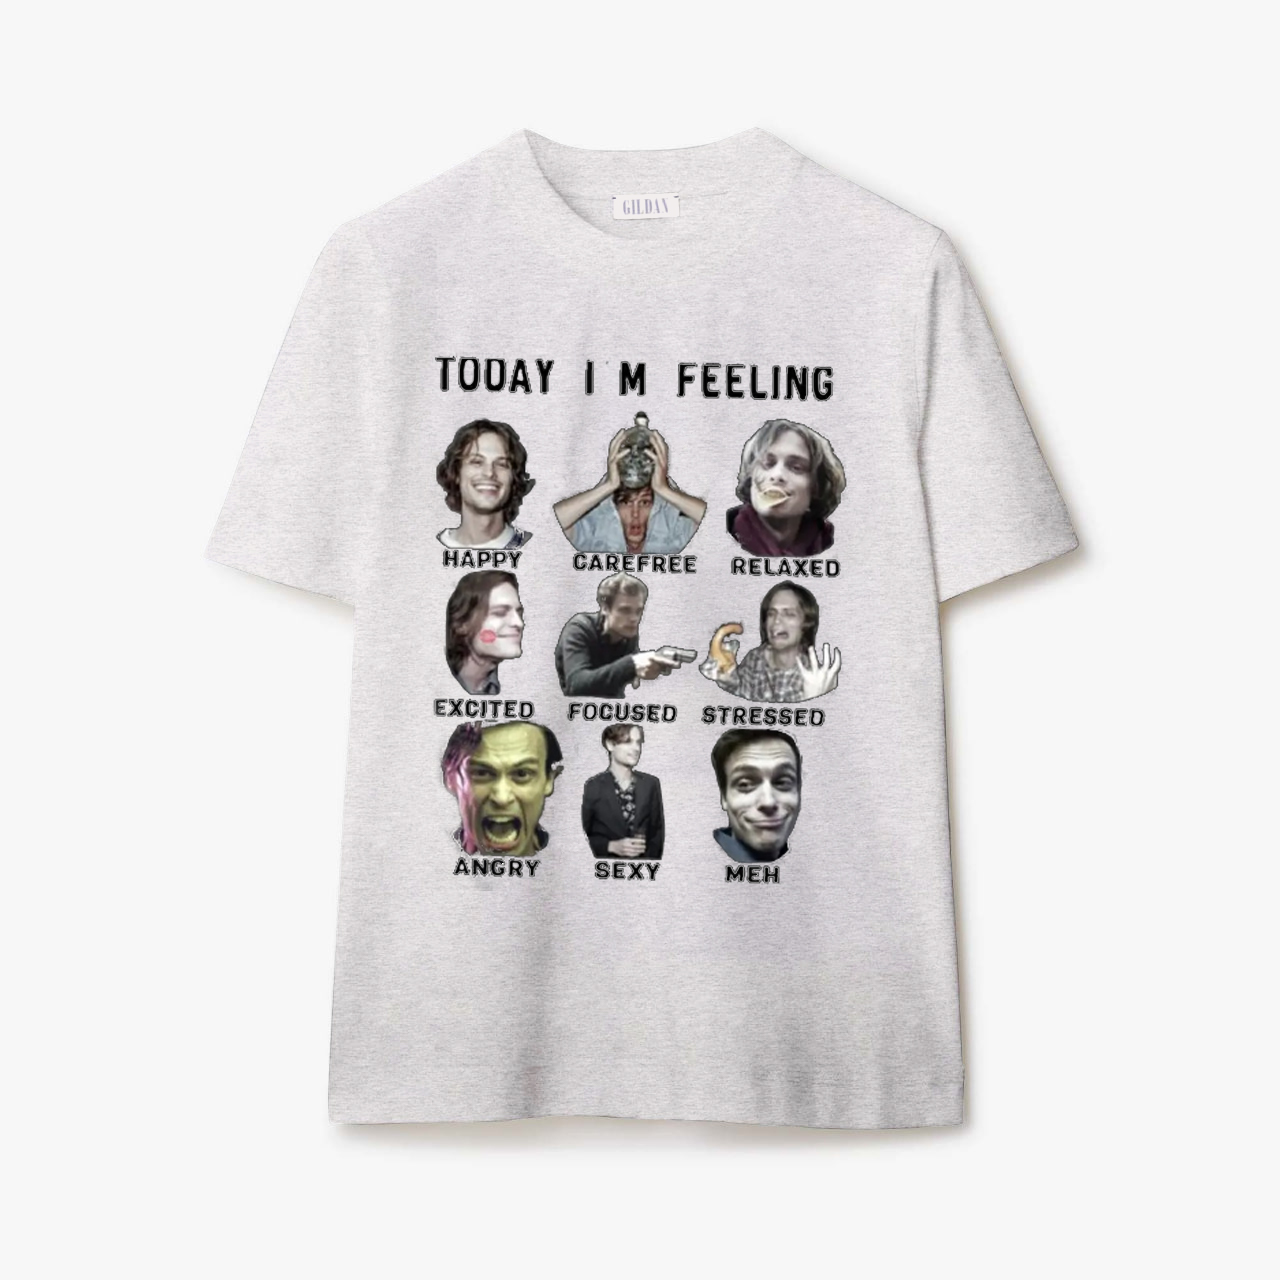 GILDAN
TODAY I'M FEELING
HAPPY CAREFREE RELAXED
EXCITED FOCUSED STRESSED
ANGRY SEXY MEH